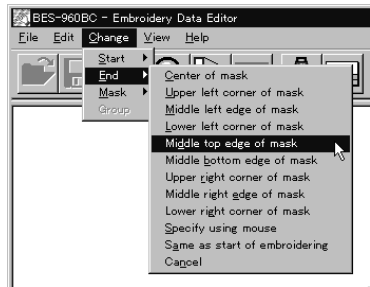 BES-960BC - Embroidery Data Editor
File Edit Change View Help
Start
End
Mask
Group
Center of mask
Upper left corner of mask
Middle left edge of mask
Lower left corner of mask
Middle top edge of mask
Middle bottom edge of mask
Upper right corner of mask
Middle right edge of mask
Lower right corner of mask
Specify using mouse
Same as start of embroidering
Cancel